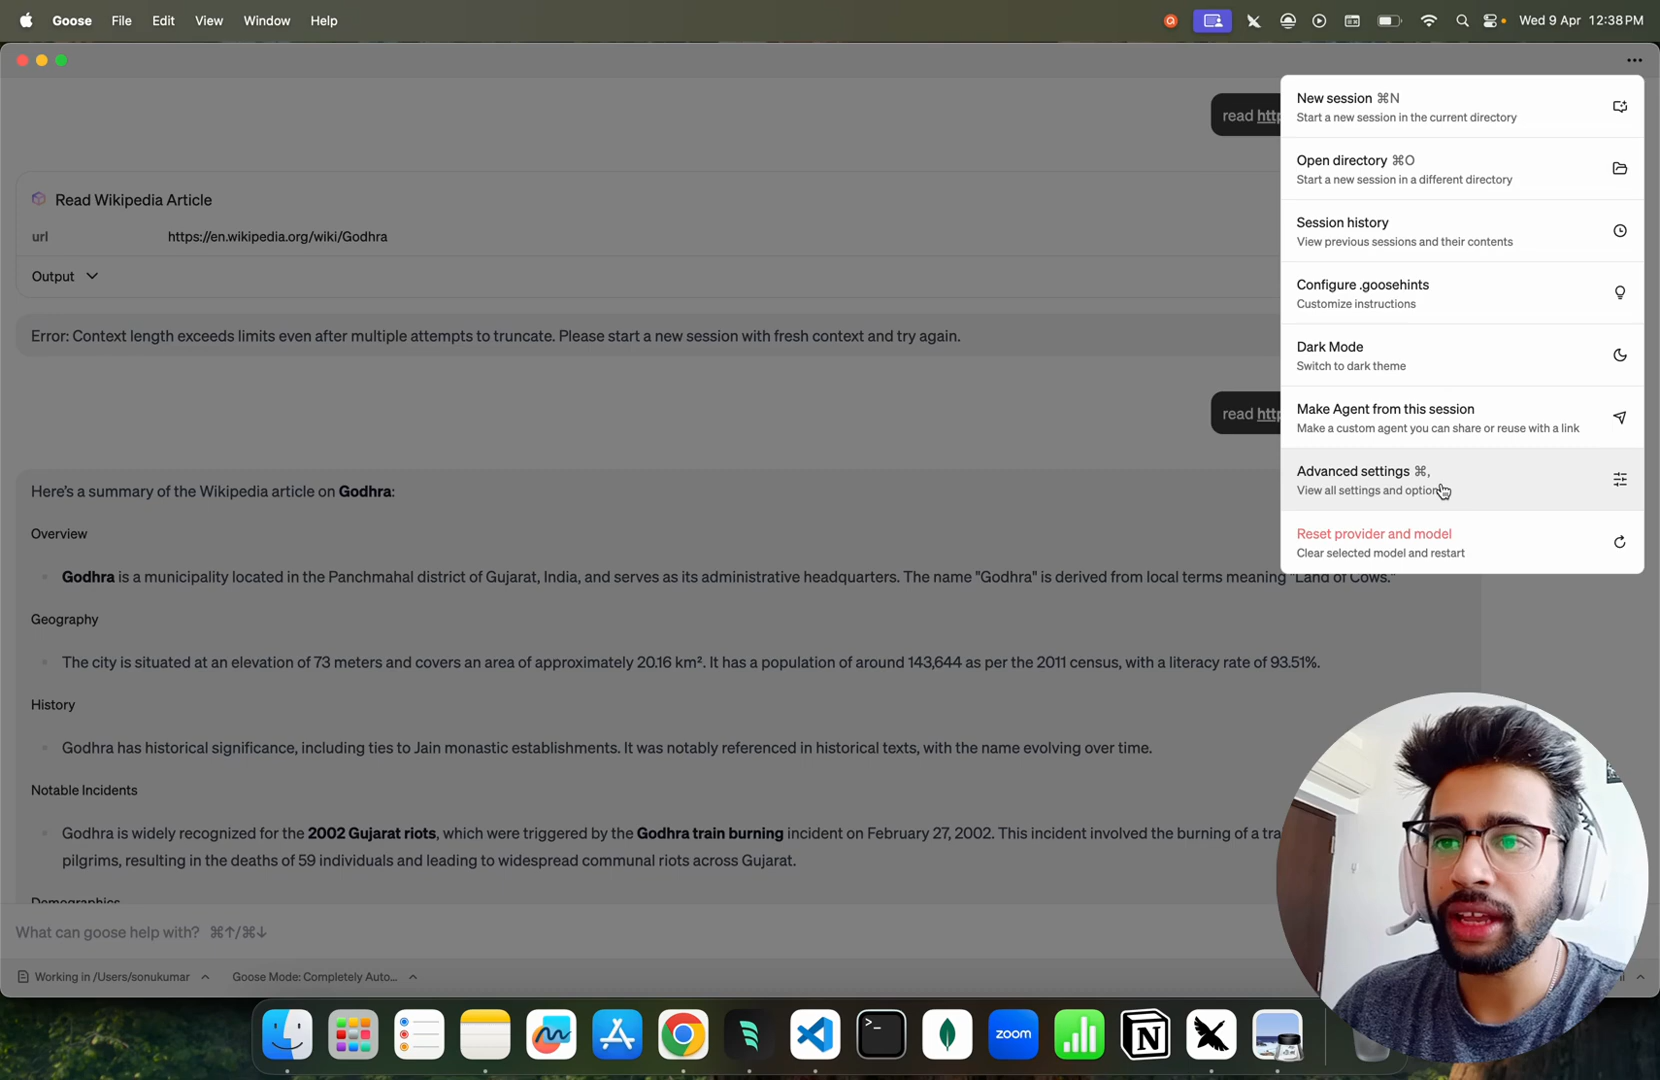 Goose File Edit View Window Help
Wed 9 Apr 12:38 PM
New session ⌘N
Start a new session in the current directory
Open directory ⌘O
Start a new session in a different directory
Session history
View previous sessions and their contents
Configure .goosehints
Customize instructions
Dark Mode
Switch to dark theme
Make Agent from this session
Make a custom agent you can share or reuse with a link
Advanced settings ⌘,
View all settings and option
Reset provider and model
Clear selected model and restart
read http
Read Wikipedia Article
url https://en.wikipedia.org/wiki/Godhra
Output
Error: Context length exceeds limits even after multiple attempts to truncate. Please start a new session with fresh context and try again.
read http
Here's a summary of the Wikipedia article on Godhra:
Overview
Godhra is a municipality located in the Panchmahal district of Gujarat, India, and serves as its administrative headquarters. The name "Godhra" is derived from local terms meaning "Land of Cows."
Geography
The city is situated at an elevation of 73 meters and covers an area of approximately 20.16 km². It has a population of around 143,644 as per the 2011 census, with a literacy rate of 93.51%.
History
Godhra has historical significance, including ties to Jain monastic establishments. It was notably referenced in historical texts, with the name evolving over time.
Notable Incidents
Godhra is widely recognized for the 2002 Gujarat riots, which were triggered by the Godhra train burning incident on February 27, 2002. This incident involved the burning of a tra
pilgrims, resulting in the deaths of 59 individuals and leading to widespread communal riots across Gujarat.
Demographics
What can goose help with? ⌘↑/⌘↓
Working in /Users/sonukumar
Goose Mode: Completely Auto...
zoom